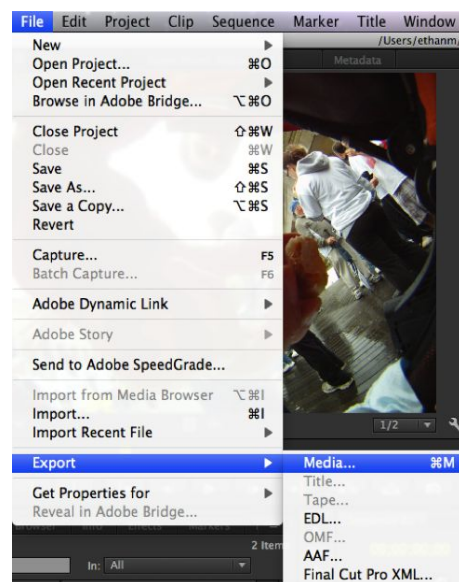 File Edit Project Clip Sequence Marker Title Window
/Users/ethanm/
New
Open Project... ⌘O
Open Recent Project
Browse in Adobe Bridge... ⌥⌘O
Close Project ⇧⌘W
Close ⌘W
Save ⌘S
Save As... ⇧⌘S
Save a Copy... ⌥⌘S
Revert
Capture... F5
Batch Capture... F6
Adobe Dynamic Link
Adobe Story
Send to Adobe SpeedGrade...
Import from Media Browser ⌥⌘I
Import... ⌘I
Import Recent File
Export
Get Properties for
Reveal in Adobe Bridge...
Metadata
1/2
Media... ⌘M
Title...
Tape...
EDL...
OMF...
AAF...
Final Cut Pro XML...
Browser Info Effects Markers
2 Item
In: All